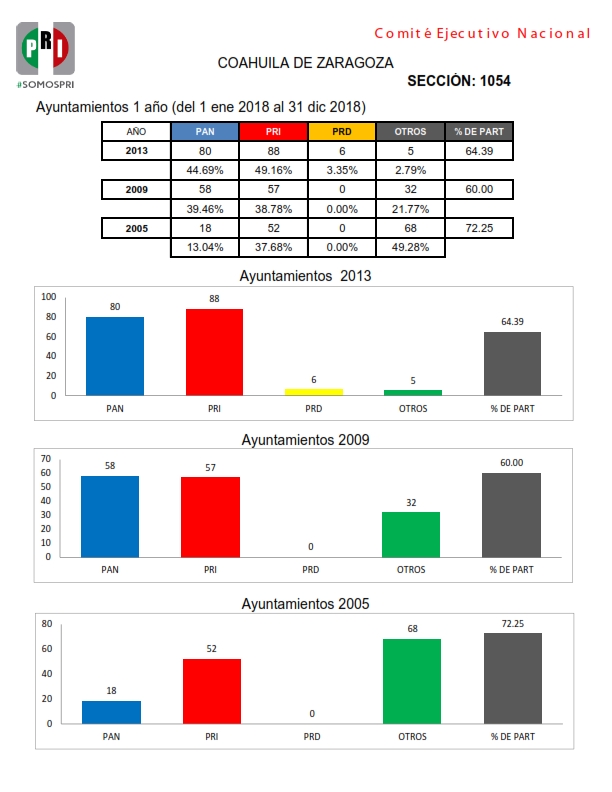 PRI
#SOMOSPRI
Comité Ejecutivo Nacional
COAHUILA DE ZARAGOZA
SECCIÓN: 1054
Ayuntamientos 1 año (del 1 ene 2018 al 31 dic 2018)
AÑO PAN PRI PRD OTROS % DE PART
2013 80 88 6 5 64.39
44.69% 49.16% 3.35% 2.79%
2009 58 57 0 32 60.00
39.46% 38.78% 0.00% 21.77%
2005 18 52 0 68 72.25
13.04% 37.68% 0.00% 49.28%
Ayuntamientos 2013
100
80
60
40
20
0
80 88 6 5 64.39
PAN PRI PRD OTROS % DE PART
Ayuntamientos 2009
70
60
50
40
30
20
10
0
58 57 0 32 60.00
PAN PRI PRD OTROS % DE PART
Ayuntamientos 2005
80
60
40
20
0
18 52 0 68 72.25
PAN PRI PRD OTROS % DE PART